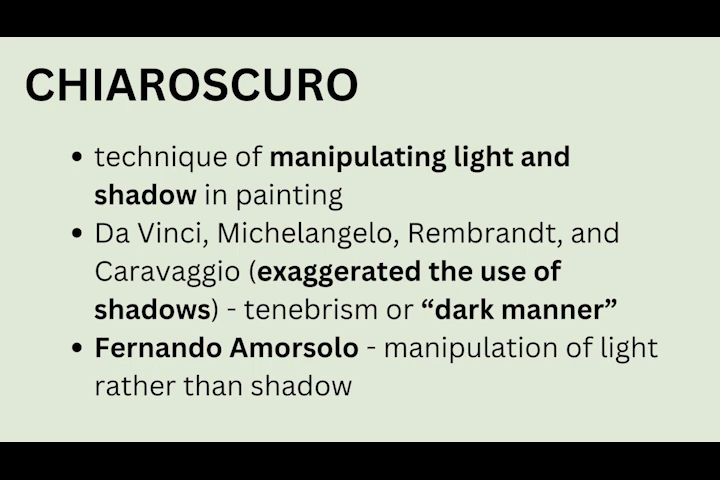 CHIAROSCURO
• technique of manipulating light and
shadow in painting
• Da Vinci, Michelangelo, Rembrandt, and
Caravaggio (exaggerated the use of
shadows) - tenebrism or “dark manner”
• Fernando Amorsolo - manipulation of light
rather than shadow